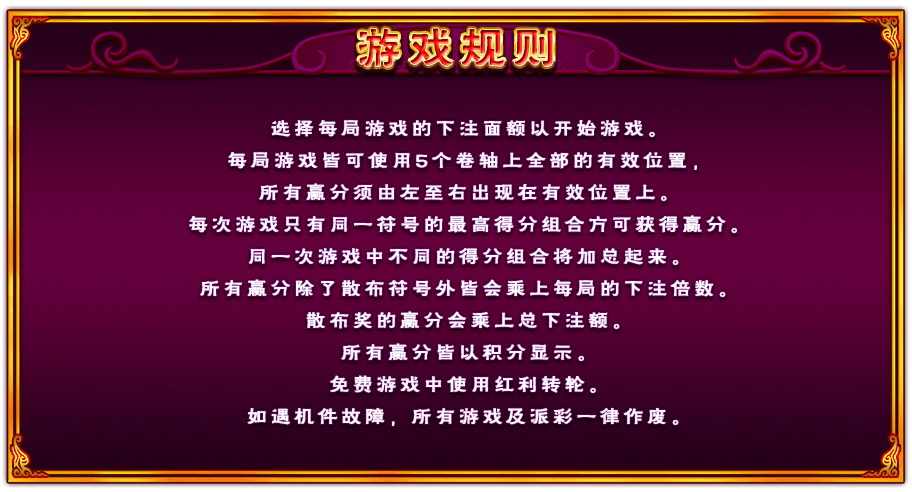 游戏规则
选择每局游戏的下注面额以开始游戏。
每局游戏皆可使用5个卷轴上全部的有效位置,
所有赢分须由左至右出现在有效位置上。
每次游戏只有同一符号的最高得分组合方可获得赢分。
同一次游戏中不同的得分组合将加总起来。
所有赢分除了散布符号外皆会乘上每局的下注倍数。
散布奖的赢分会乘上总下注额。
所有赢分皆以积分显示。
免费游戏中使用红利转轮。
如遇机件故障,所有游戏及派彩一律作废。